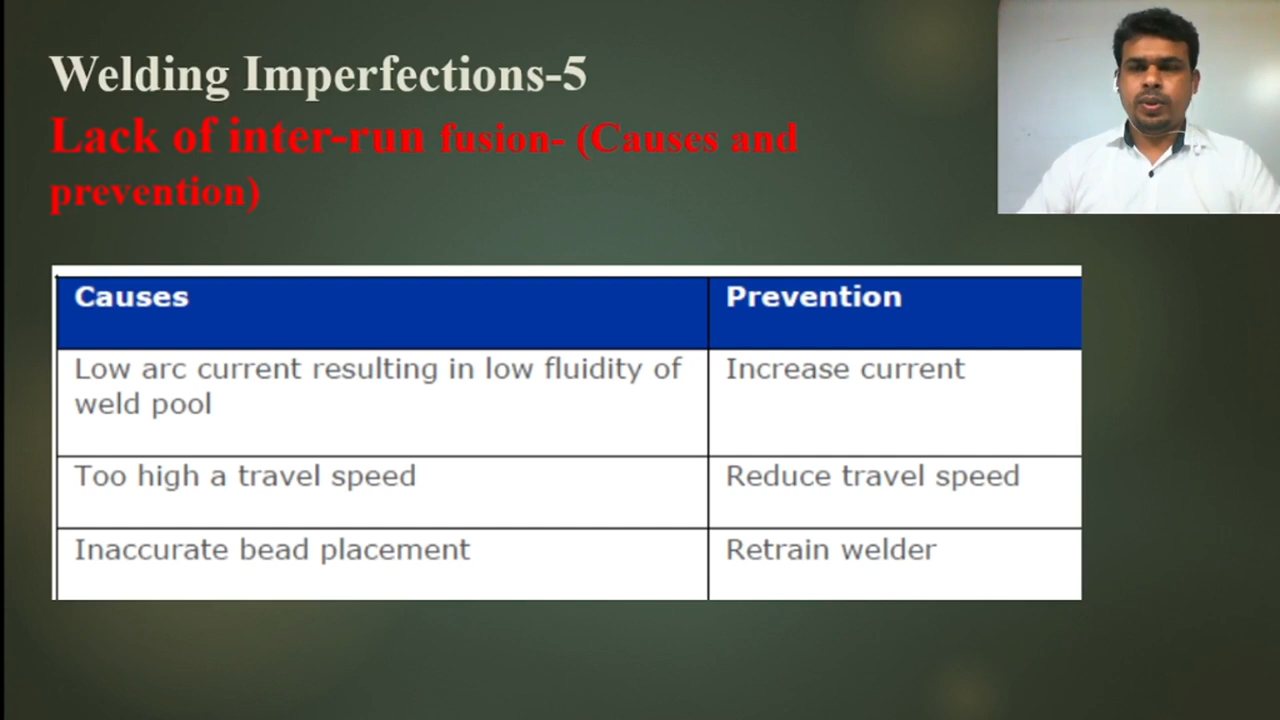 Welding Imperfections-5
Lack of inter-run fusion- (Causes and
prevention)
Causes
Prevention
Low arc current resulting in low fluidity of
weld pool
Increase current
Too high a travel speed
Reduce travel speed
Inaccurate bead placement
Retrain welder